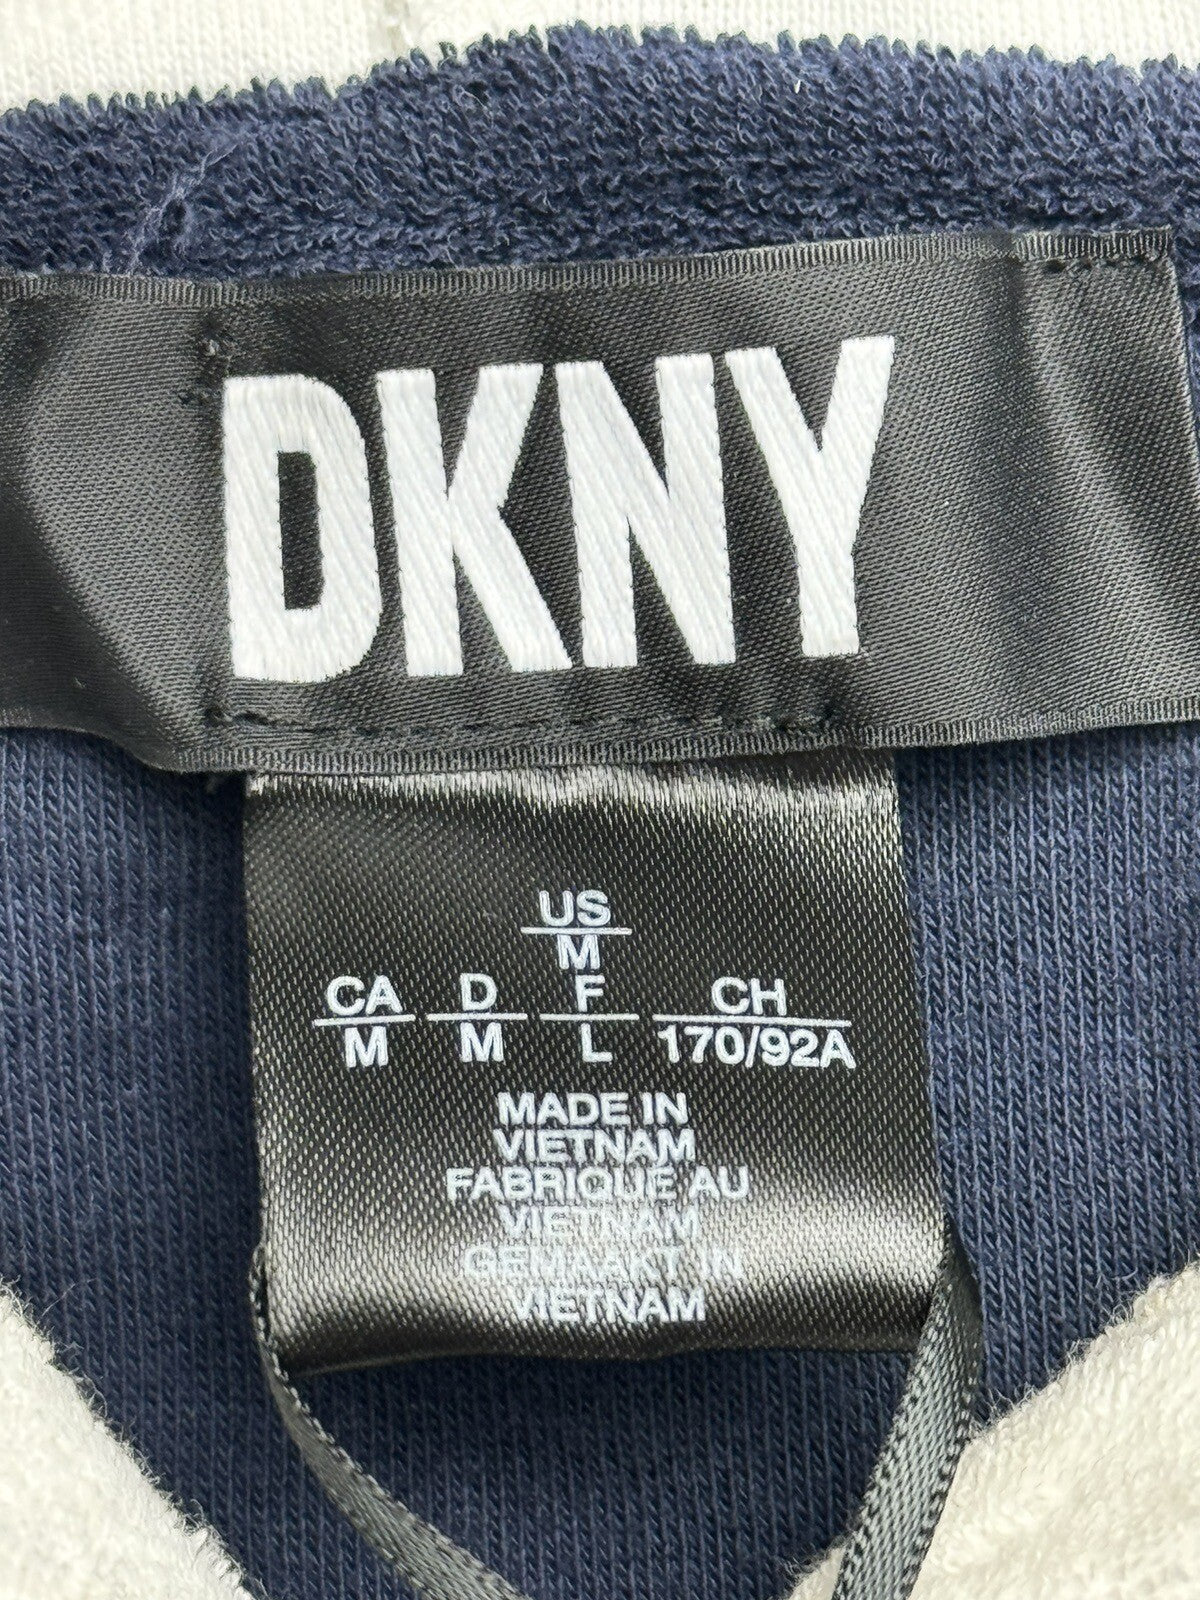 DKNY
US
M
CA D F CH
M M L 170/92A
MADE IN
VIETNAM
FABRIQUE AU
VIETNAM
GEMAAKT IN
VIETNAM